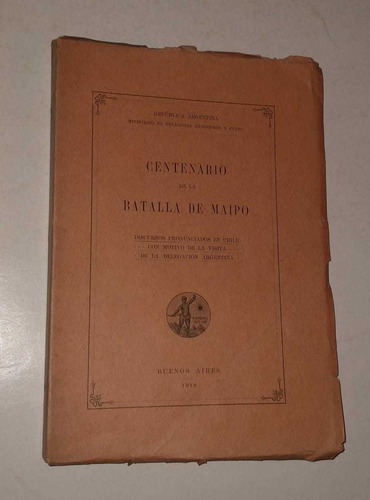 REPÚBLICA ARGENTINA
MINISTERIO DE RELACIONES EXTERIORES Y CULTO
CENTENARIO
DE LA
BATALLA DE MAIPO
DISCURSOS PRONUNCIADOS EN CHILE
CON MOTIVO DE LA VISITA
DE LA DELEGACIÓN ARGENTINA
BUENOS AIRES
1918